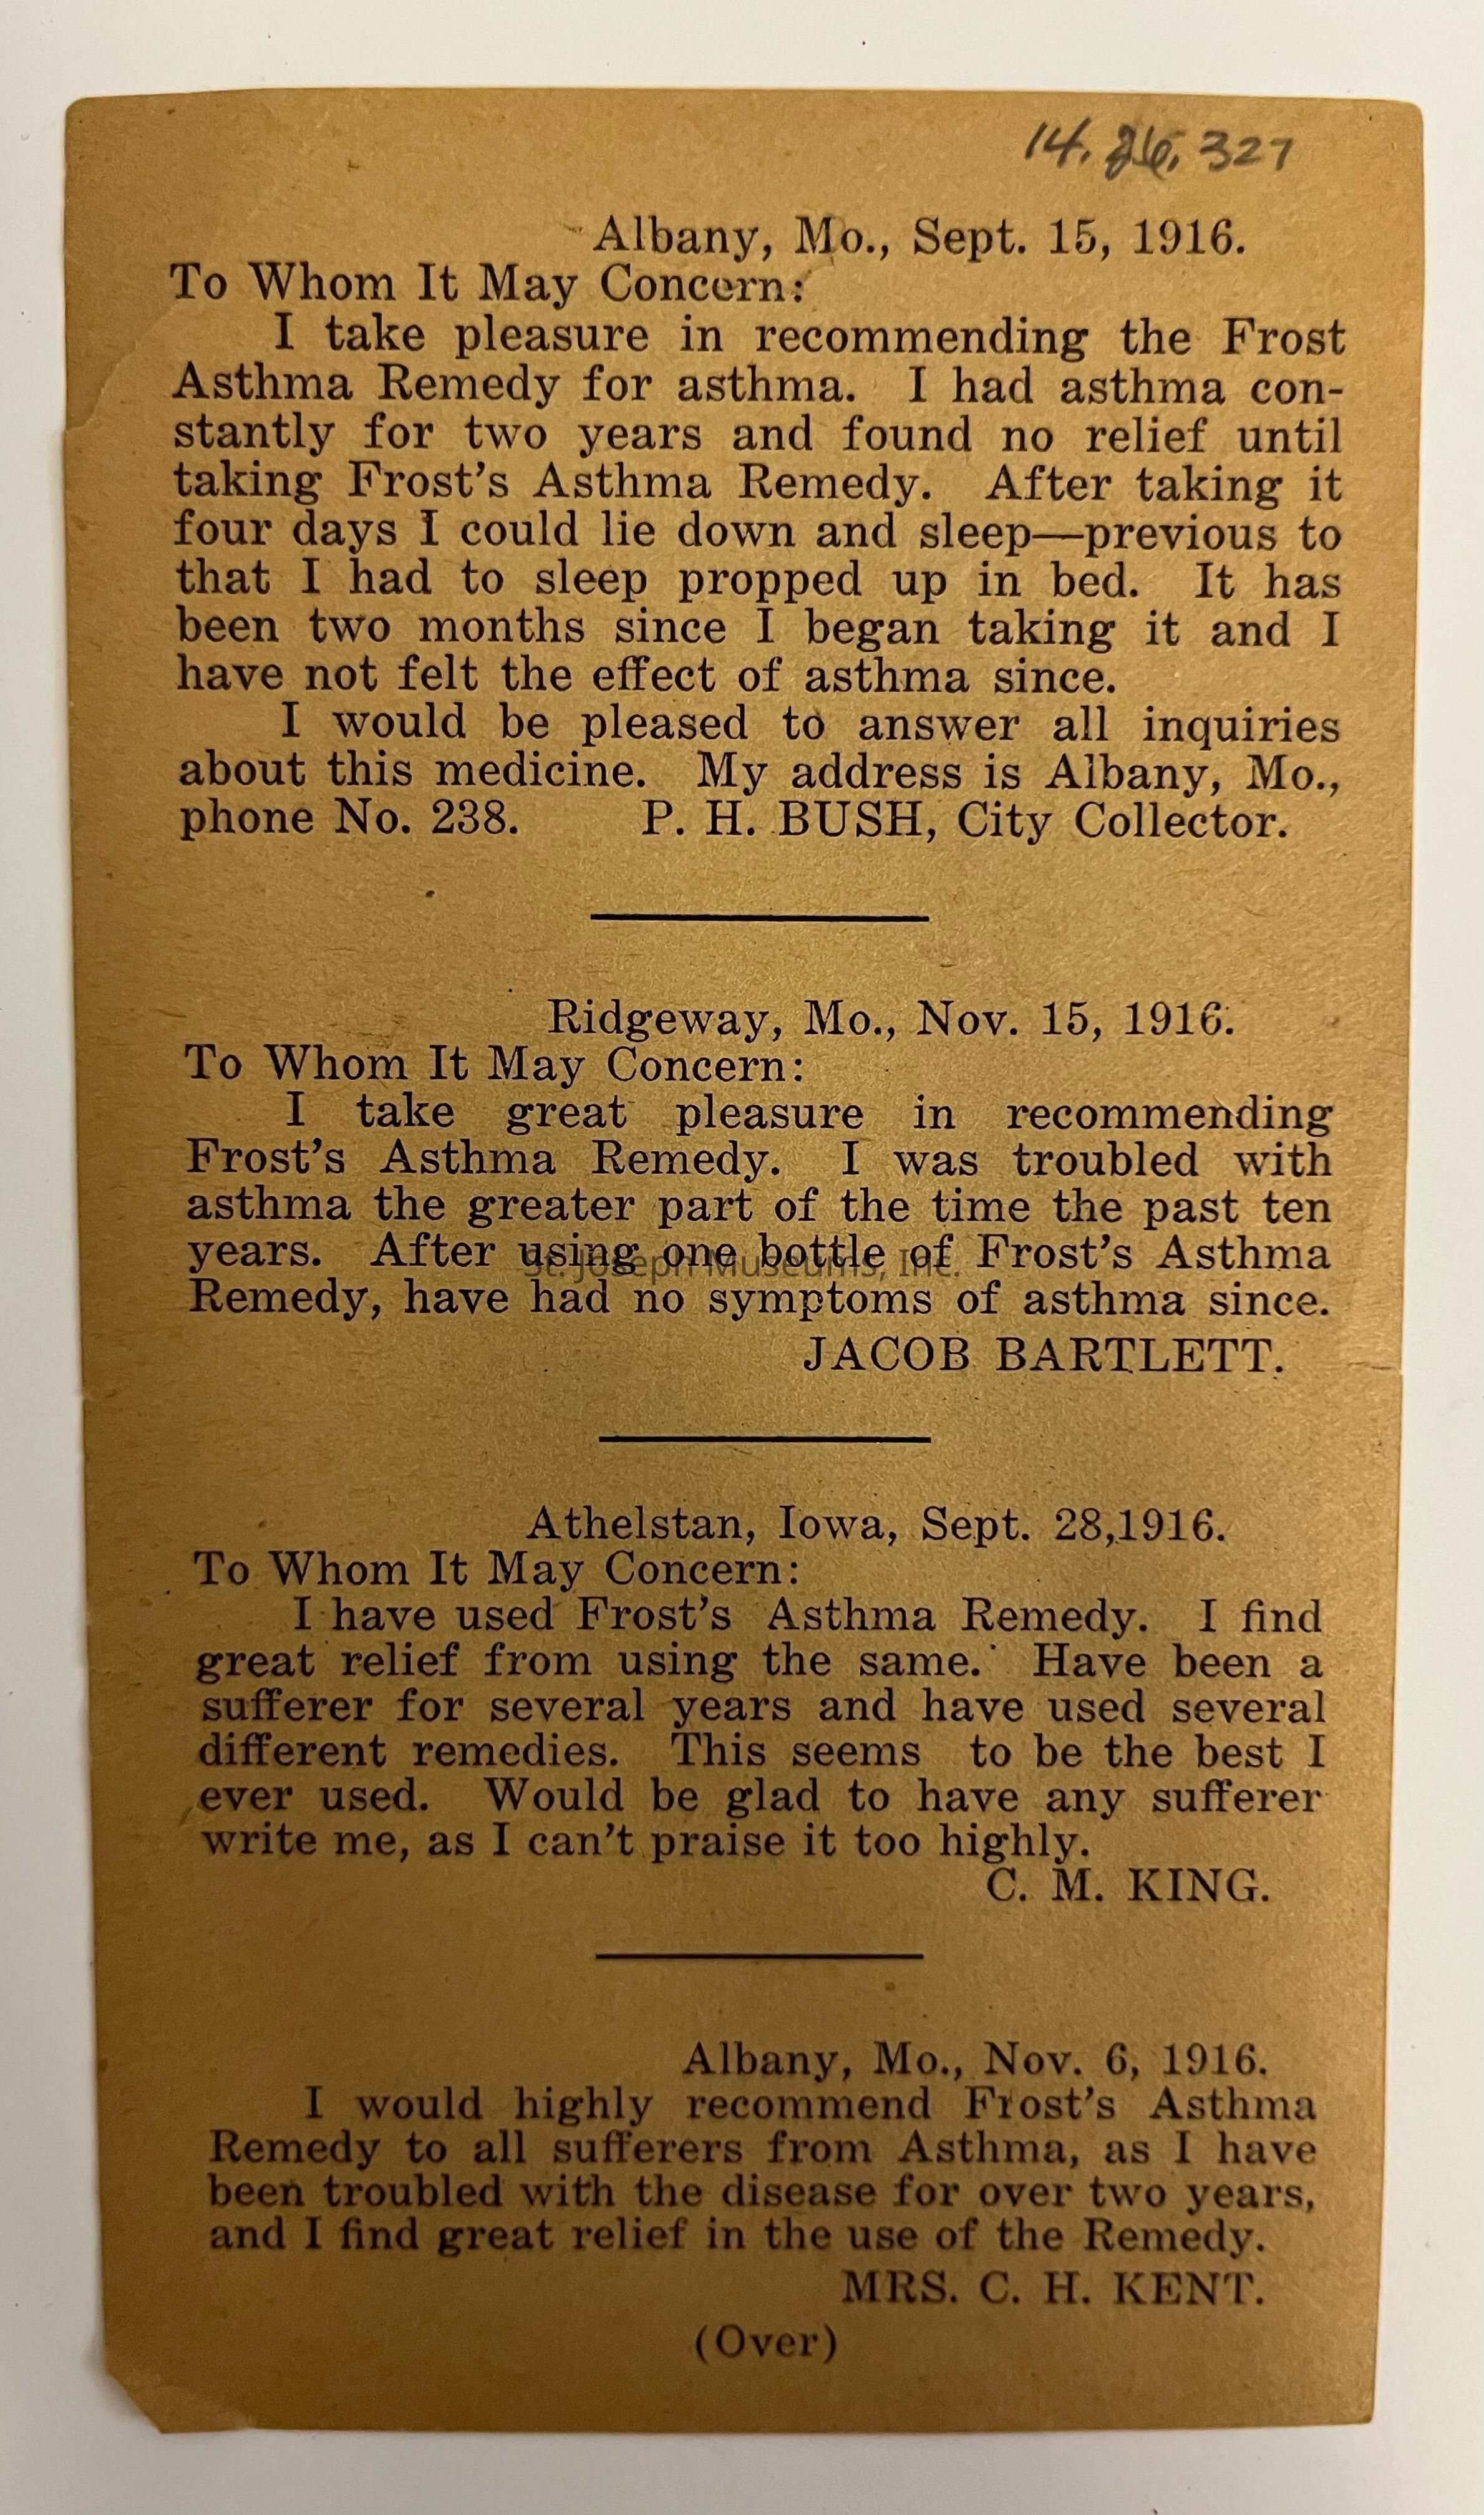 14. 26. 327
Albany, Mo., Sept. 15, 1916.
To Whom It May Concern:
I take pleasure in recommending the Frost
Asthma Remedy for asthma. I had asthma con-
stantly for two years and found no relief until
taking Frost's Asthma Remedy. After taking it
four days I could lie down and sleep—previous to
that I had to sleep propped up in bed. It has
been two months since I began taking it and I
have not felt the effect of asthma since.
I would be pleased to answer all inquiries
about this medicine. My address is Albany, Mo.,
phone No. 238. P. H. BUSH, City Collector.
Ridgeway, Mo., Nov. 15, 1916.
To Whom It May Concern:
I take great pleasure in recommending
Frost's Asthma Remedy. I was troubled with
asthma the greater part of the time the past ten
years. After using one bottle of Frost's Asthma
St. Joseph Museums, Inc.
Remedy, have had no symptoms of asthma since.
JACOB BARTLETT.
Athelstan, Iowa, Sept. 28,1916.
To Whom It May Concern:
I have used Frost's Asthma Remedy. I find
great relief from using the same. Have been a
sufferer for several years and have used several
different remedies. This seems to be the best I
ever used. Would be glad to have any sufferer
write me, as I can't praise it too highly.
C. M. KING.
Albany, Mo., Nov. 6, 1916.
I would highly recommend Frost's Asthma
Remedy to all sufferers from Asthma, as I have
been troubled with the disease for over two years,
and I find great relief in the use of the Remedy.
MRS. C. H. KENT.
(Over)